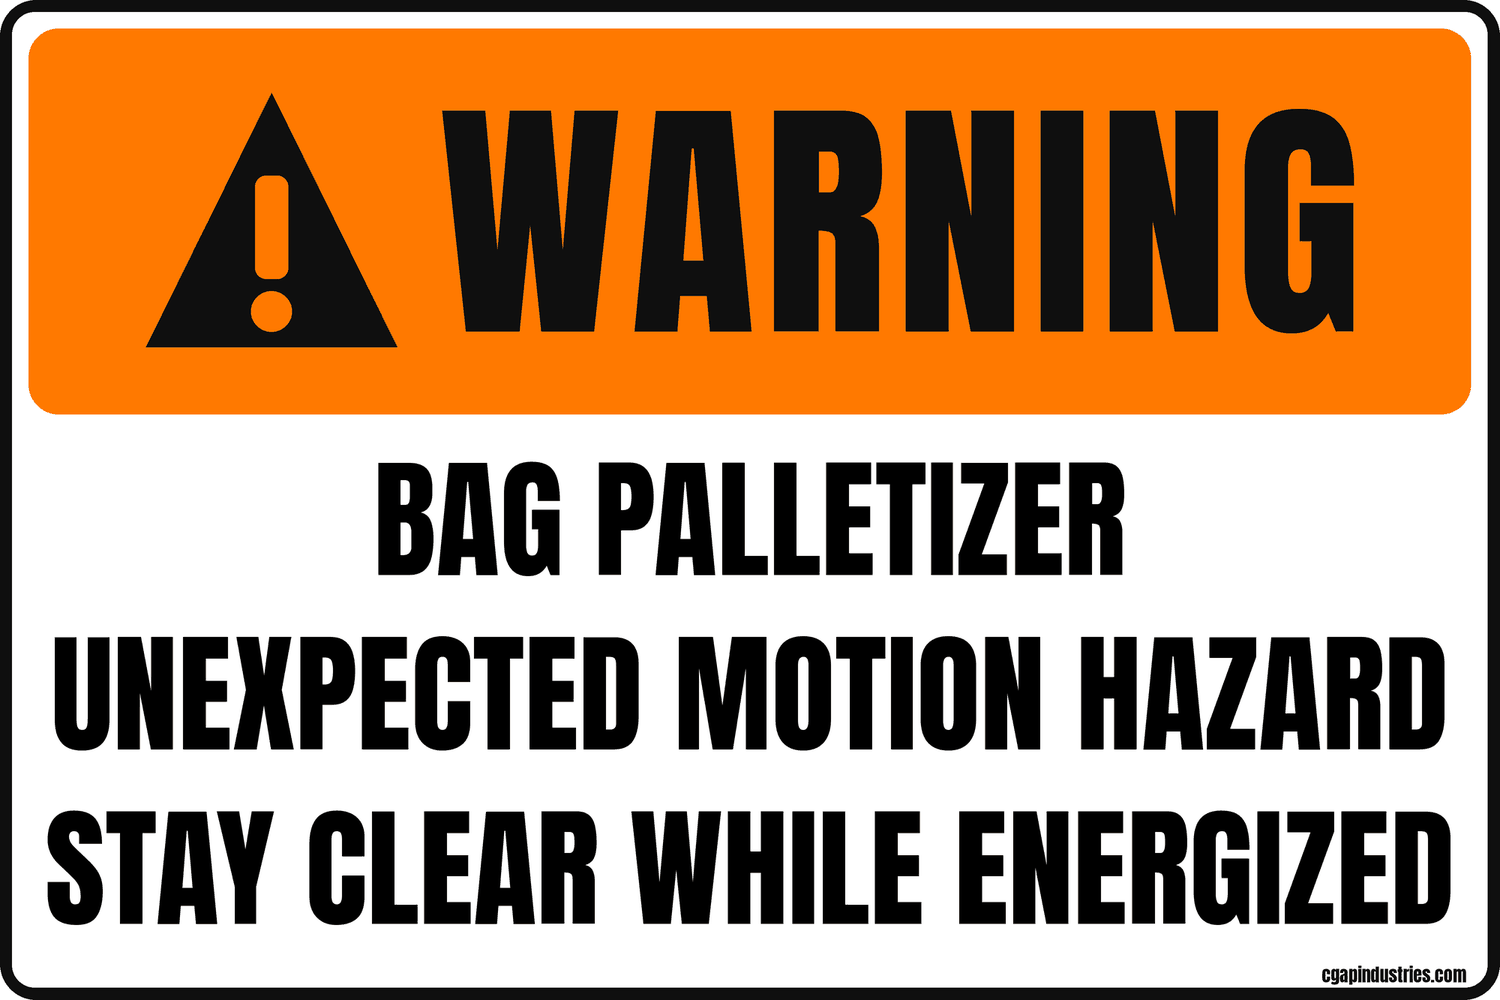 WARNING
BAG PALLETIZER
UNEXPECTED MOTION HAZARD
STAY CLEAR WHILE ENERGIZED
cgapindustries.com